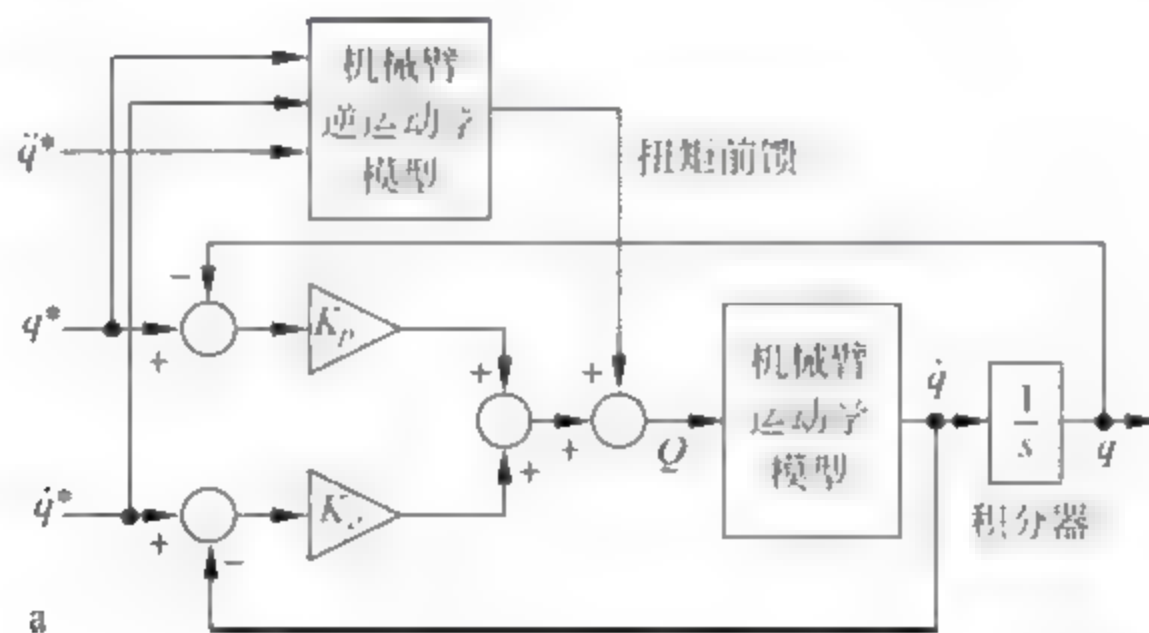 机械臂
逆运动学
模型
q̈*
扭矩前馈
−
q*
+
Kp
+
+
机械臂
运动学
模型
q̇
1
s
q
+
Q
+
积分器
q̇*
+
−
Kv
a